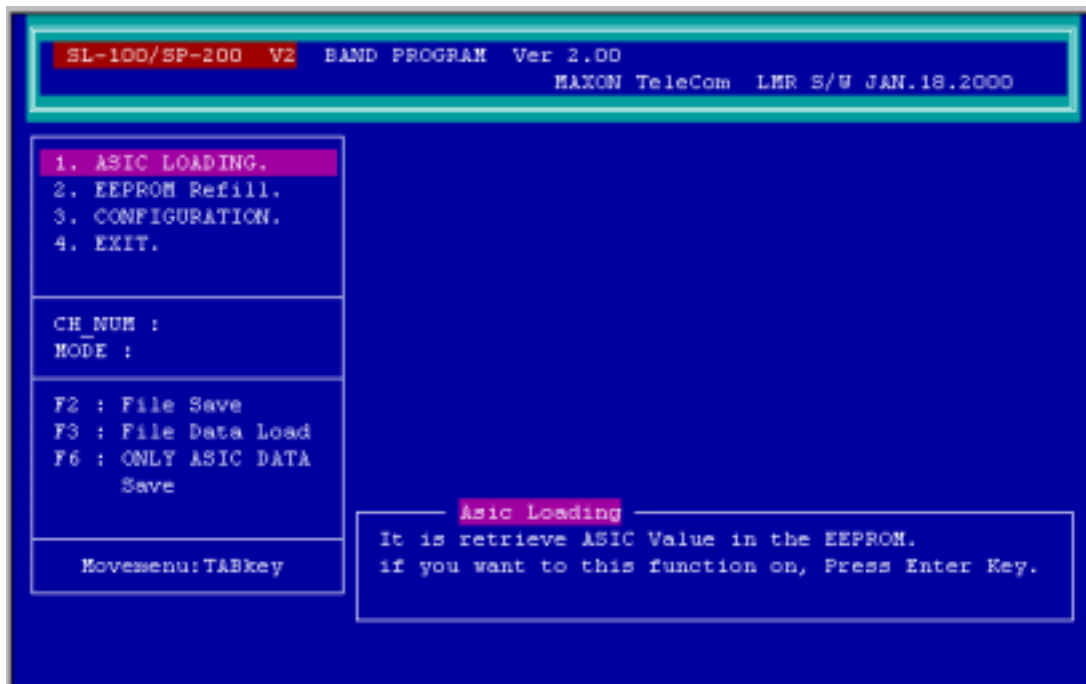 SL-100/SP-200 V2 BAND PROGRAM Ver 2.00
MAXON TeleCom LMR S/W JAN.18.2000
1. ASIC LOADING.
2. EEPROM Refill.
3. CONFIGURATION.
4. EXIT.
CH_NUM :
MODE :
F2 : File Save
F3 : File Data Load
F6 : ONLY ASIC DATA
Save
Movemenu:TABkey
Asic Loading
It is retrieve ASIC Value in the EEPROM.
if you want to this function on, Press Enter Key.